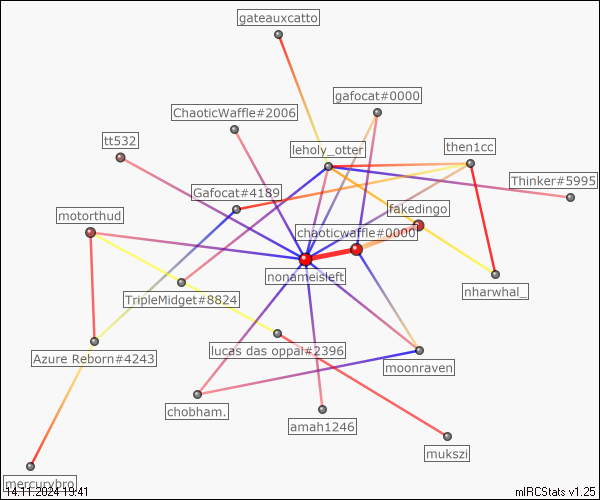 gateauxcatto
gafocat#0000
ChaoticWaffle#2006
tt532
leholy_otter
then1cc
Thinker#5995
Gafocat#4189
motorthud
fakedingo
chaoticwaffle#0000
nonameisleft
nharwhal_
TripleMidget#8824
lucas das oppai#2396
Azure Reborn#4243
moonraven
chobham.
amah1246
mukszi
mercurybro
14.11.2024 19:41
mIRCStats v1.25